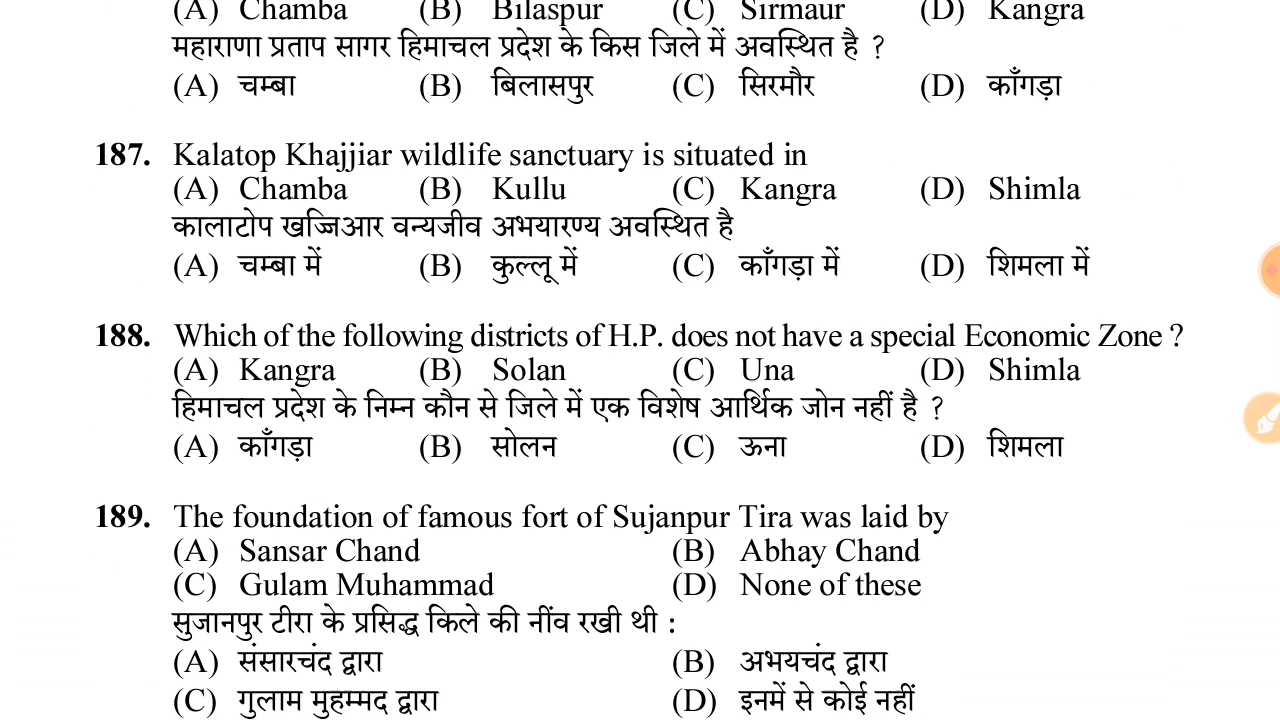 (A) Chamba (B) Bilaspur (C) Sirmaur (D) Kangra
महाराणा प्रताप सागर हिमाचल प्रदेश के किस जिले में अवस्थित है ?
(A) चम्बा (B) बिलासपुर (C) सिरमौर (D) काँगड़ा
187. Kalatop Khajjiar wildlife sanctuary is situated in
(A) Chamba (B) Kullu (C) Kangra (D) Shimla
कालाटोप खज्जिआर वन्यजीव अभयारण्य अवस्थित है
(A) चम्बा में (B) कुल्लू में (C) काँगड़ा में (D) शिमला में
188. Which of the following districts of H.P. does not have a special Economic Zone ?
(A) Kangra (B) Solan (C) Una (D) Shimla
हिमाचल प्रदेश के निम्न कौन से जिले में एक विशेष आर्थिक जोन नहीं है ?
(A) काँगड़ा (B) सोलन (C) ऊना (D) शिमला
189. The foundation of famous fort of Sujanpur Tira was laid by
(A) Sansar Chand (B) Abhay Chand
(C) Gulam Muhammad (D) None of these
सुजानपुर टीरा के प्रसिद्ध किले की नींव रखी थी :
(A) संसारचंद द्वारा (B) अभयचंद द्वारा
(C) गुलाम मुहम्मद द्वारा (D) इनमें से कोई नहीं